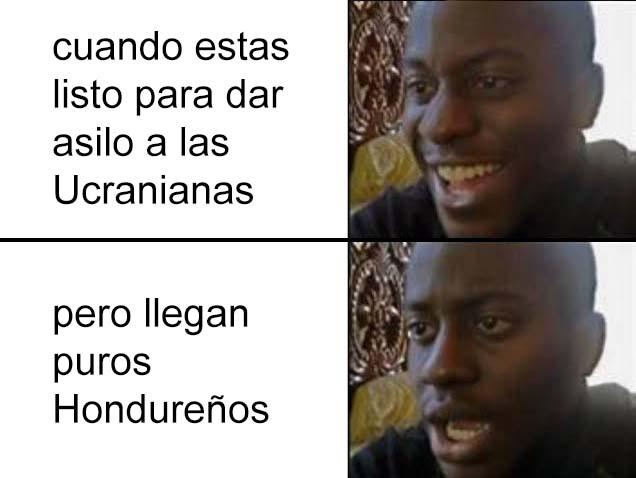 cuando estas
listo para dar
asilo a las
Ucranianas
pero llegan
puros
Hondureños